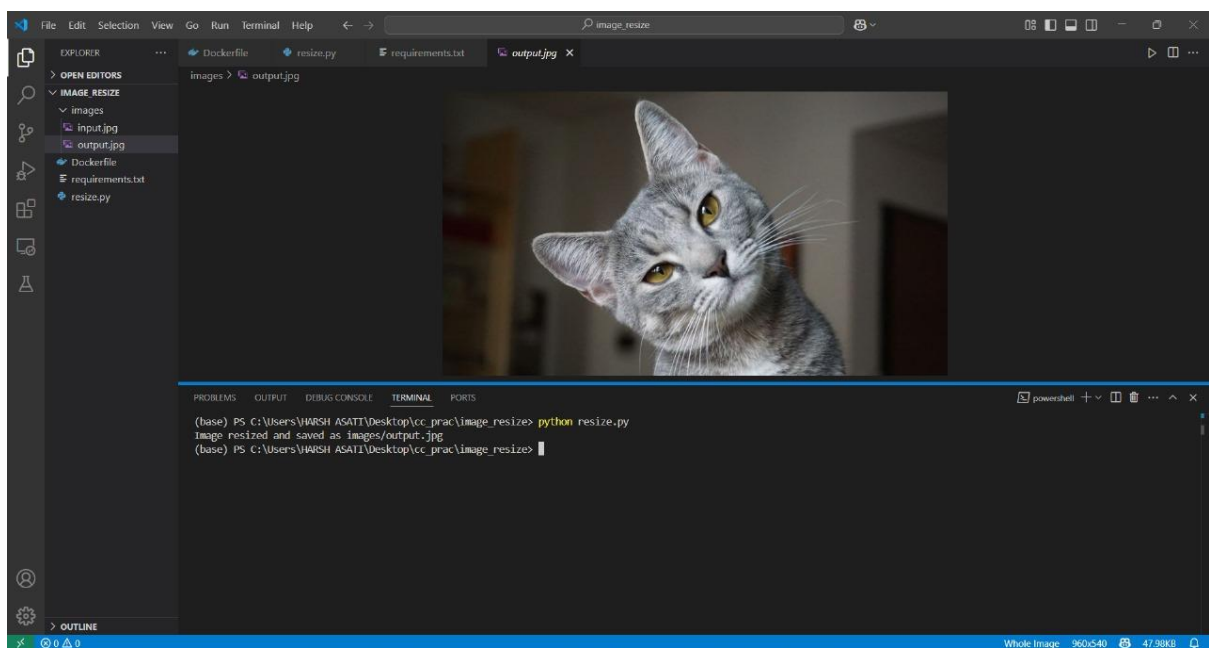 File Edit Selection View Go Run Terminal Help
image_resize
EXPLORER
Dockerfile
resize.py
requirements.txt
output.jpg
OPEN EDITORS
images > output.jpg
IMAGE_RESIZE
images
input.jpg
output.jpg
Dockerfile
requirements.txt
resize.py
PROBLEMS OUTPUT DEBUG CONSOLE TERMINAL PORTS
powershell
(base) PS C:\Users\HARSH ASATI\Desktop\cc_prac\image_resize> python resize.py
Image resized and saved as images/output.jpg
(base) PS C:\Users\HARSH ASATI\Desktop\cc_prac\image_resize>
OUTLINE
0 0
Whole Image 960x540 47.98KB